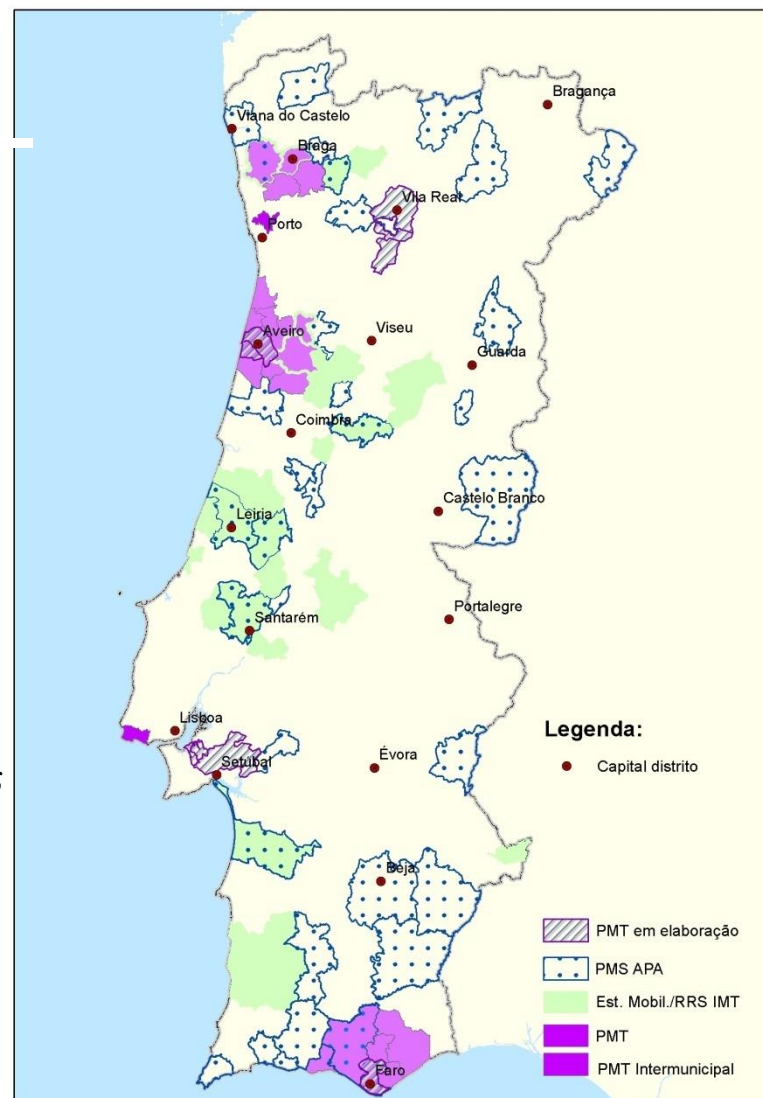 Bragança
Viana do Castelo
Braga
Vila Real
Porto
Aveiro
Viseu
Guarda
Coimbra
Castelo Branco
Leiria
Portalegre
Santarém
Lisboa
Setubal
Évora
Beja
Faro
Legenda:
Capital distrito
PMT em elaboração
PMS APA
Est. Mobil./RRS IMT
PMT
PMT Intermunicipal